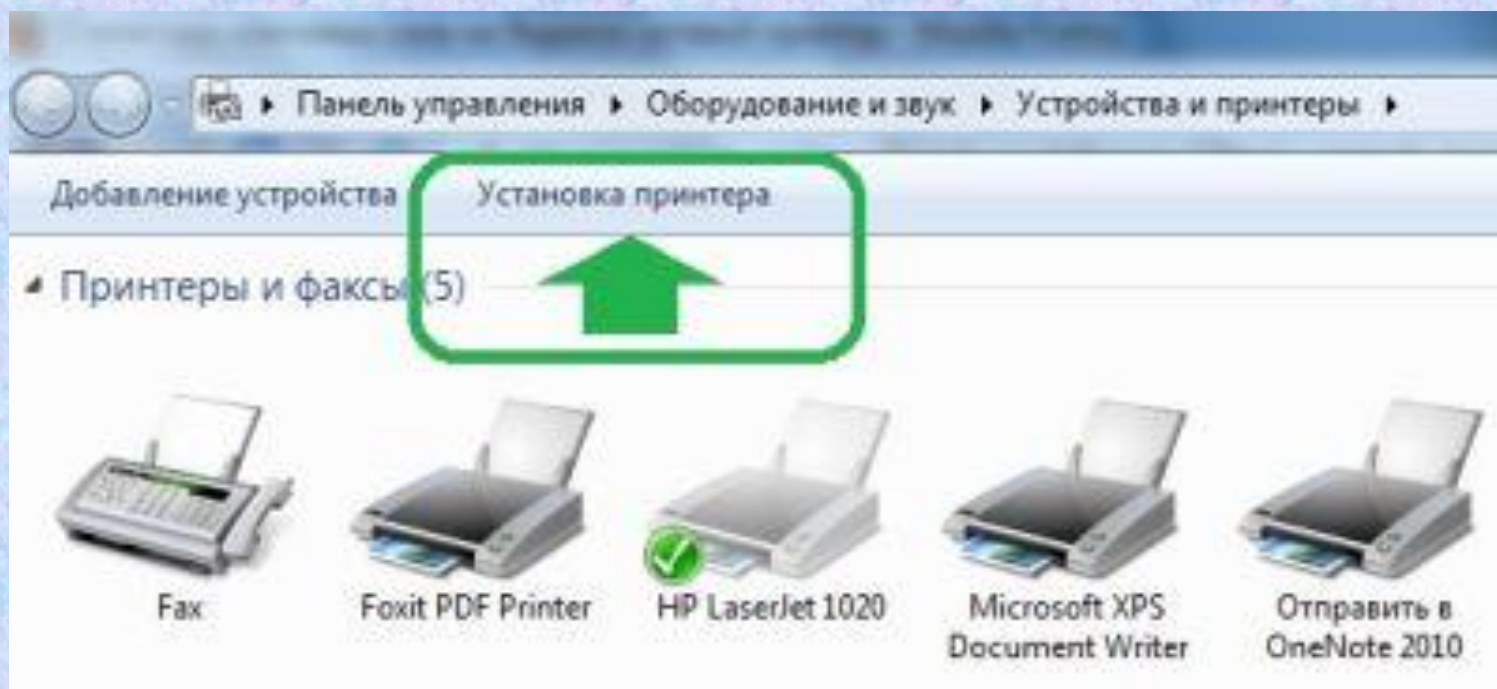 Панель управления ▸ Оборудование и звук ▸ Устройства и принтеры ▸
Добавление устройства Установка принтера
Принтеры и факсы (5)
Fax Foxit PDF Printer HP LaserJet 1020 Microsoft XPS Отправить в
Document Writer OneNote 2010